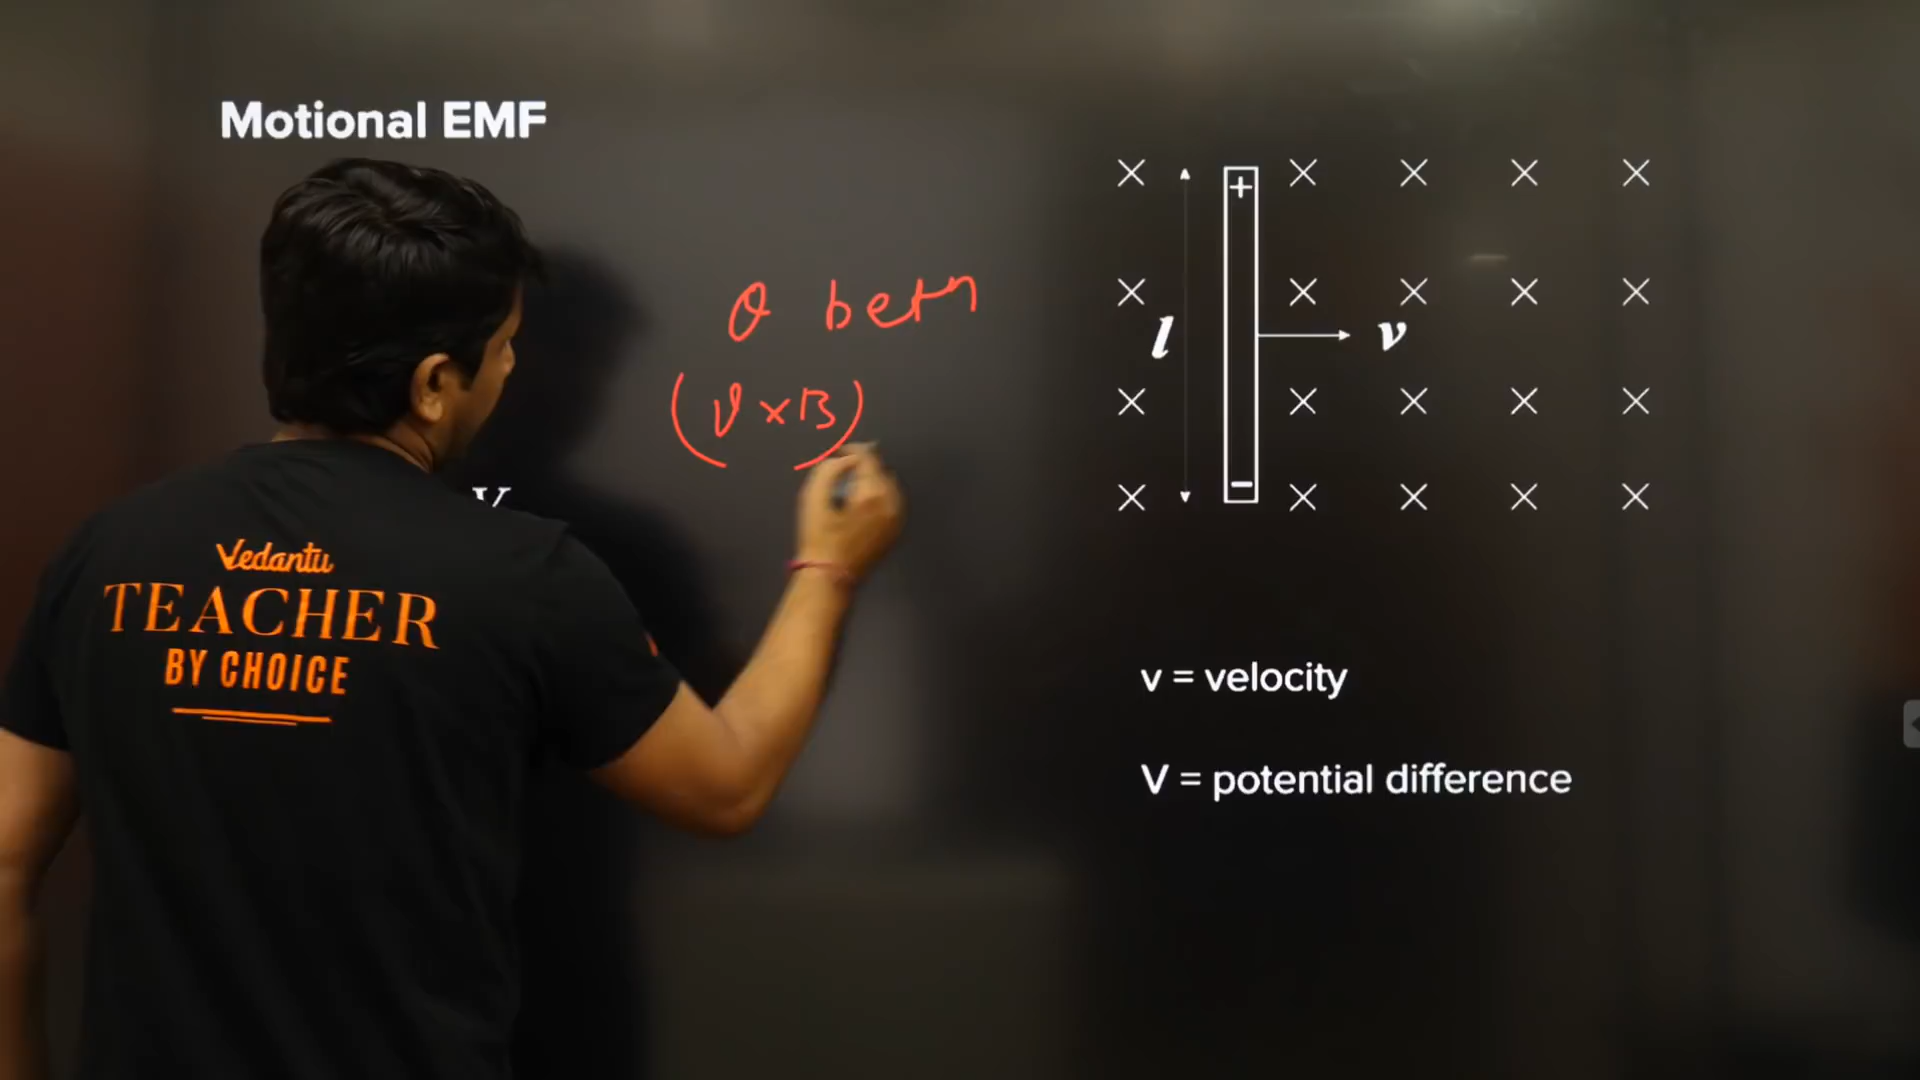 Motional EMF
θ betn
(v × B)
l
v
+
−
V
Vedantu
TEACHER
BY CHOICE
v = velocity
V = potential difference